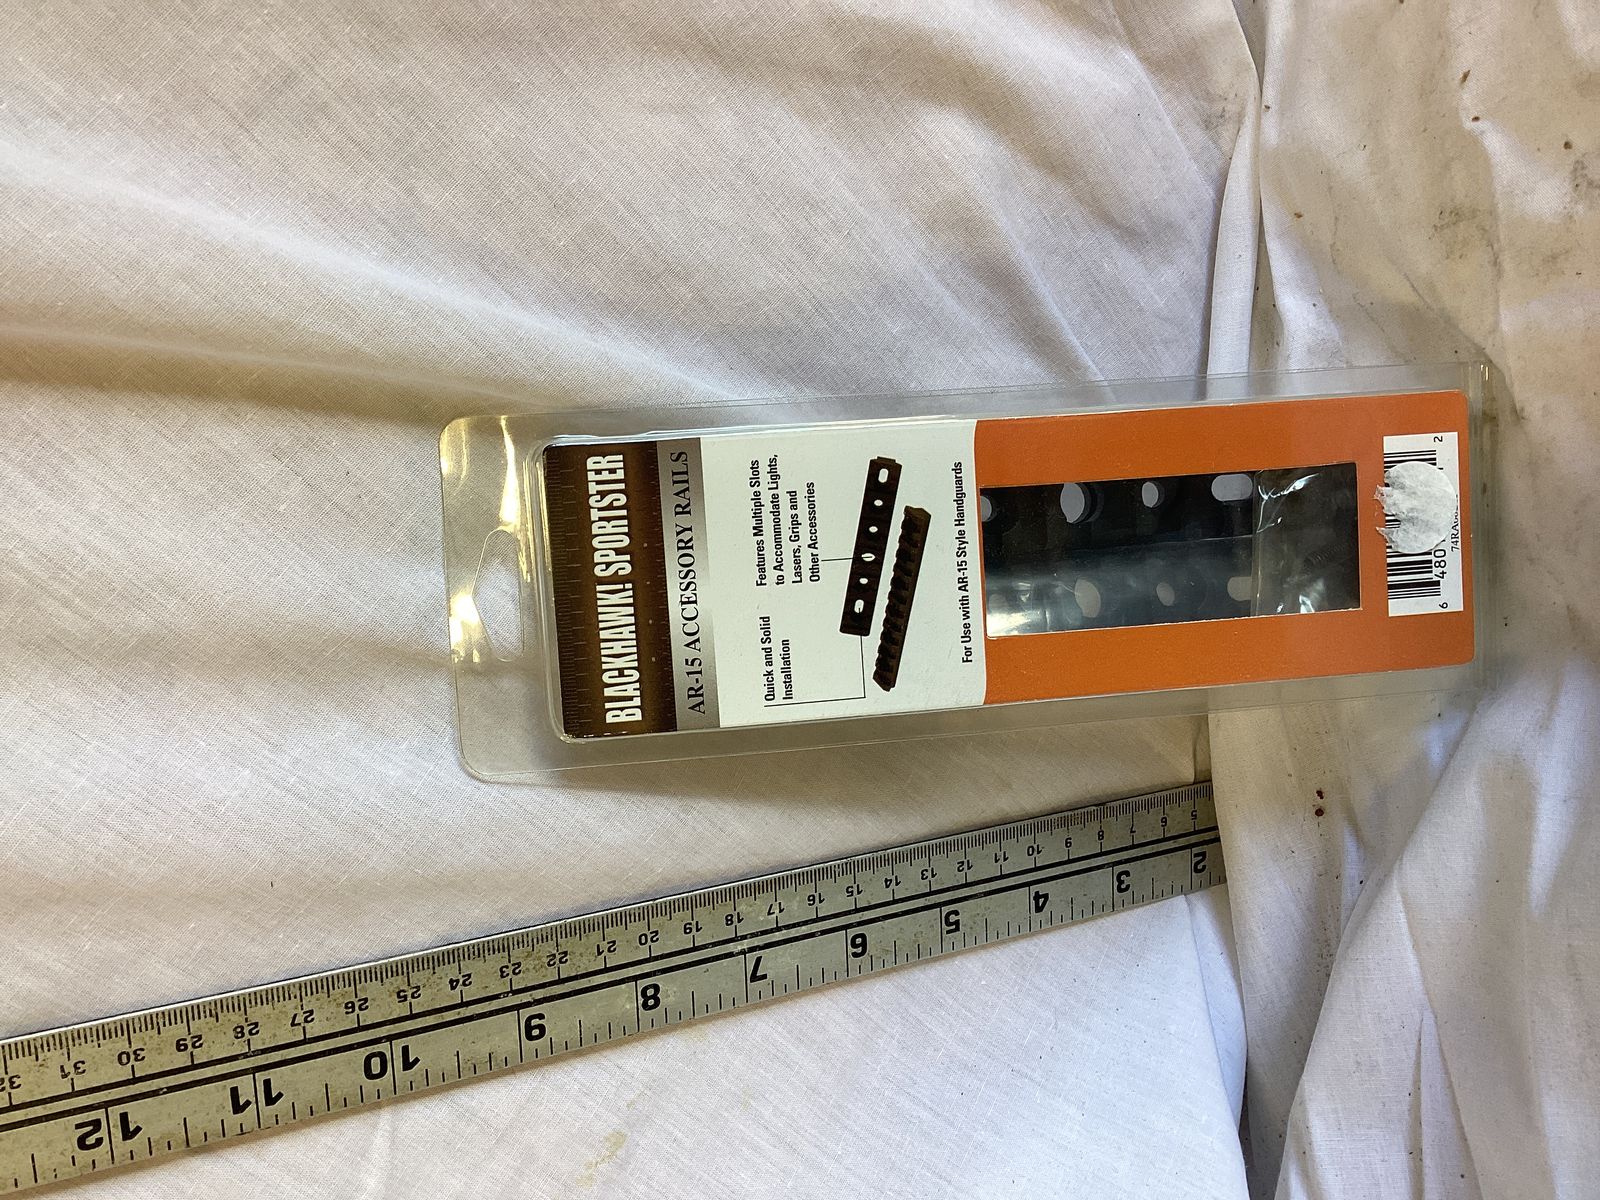 BLACKHAWK! SPORTSTER
AR-15 ACCESSORY RAILS
Quick and Solid
Installation
Features Multiple Slots
to Accommodate Lights,
Lasers, Grips and
Other Accessories
For Use with AR-15 Style Handguards
6 480
2
5 6 7 8 9 10 11 12 13 14 15 16 17 18 19 20 21 22 23 24 25 26 27 28 29 30 31 32
2 3 4 5 6 7 8 9 10 11 12